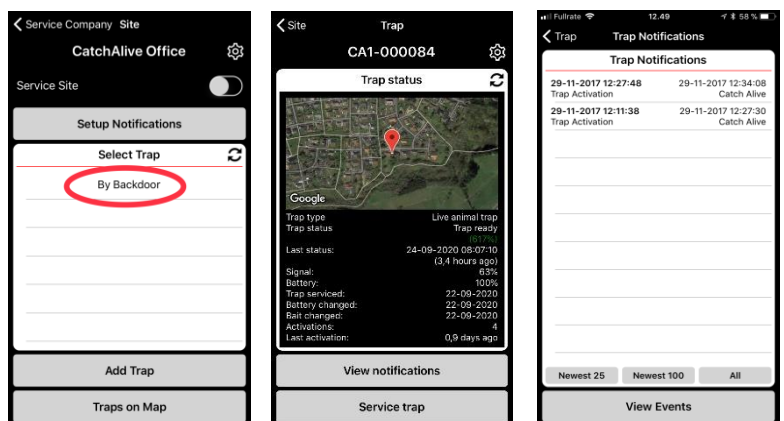 Service Company Site
CatchAlive Office
Service Site
Setup Notifications
Select Trap
By Backdoor
Add Trap
Traps on Map
Site Trap
CA1-000084
Trap status
Google
Trap type Live animal trap
Trap status Trap ready
(617%)
Last status: 24-09-2020 08:07:10
(3,4 hours ago)
Signal: 63%
Battery: 100%
Trap serviced: 22-09-2020
Battery changed: 22-09-2020
Bait changed: 22-09-2020
Activations: 4
Last activation: 0,9 days ago
View notifications
Service trap
Fullrate 12.49 58 %
Trap Trap Notifications
Trap Notifications
29-11-2017 12:27:48 29-11-2017 12:34:08
Trap Activation Catch Alive
29-11-2017 12:11:38 29-11-2017 12:27:30
Trap Activation Catch Alive
Newest 25 Newest 100 All
View Events